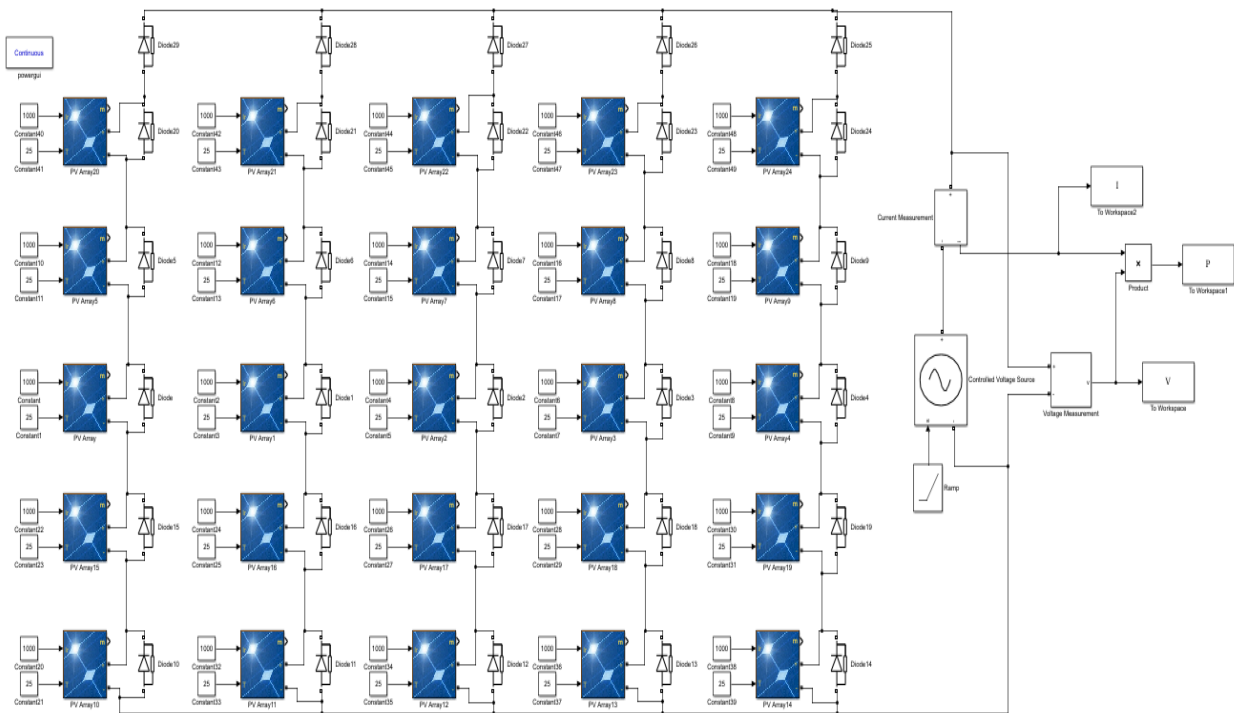 Continuous
powergui
Diode29
Diode28
Diode27
Diode26
Diode25
1000
Constant40
25
Constant41
m
PV Array20
Diode20
1000
Constant42
25
Constant43
m
PV Array21
Diode21
1000
Constant44
25
Constant45
m
PV Array22
Diode22
1000
Constant46
25
Constant47
m
PV Array23
Diode23
1000
Constant48
25
Constant49
m
PV Array24
Diode24
1000
Constant10
25
Constant11
m
PV Array5
Diode5
1000
Constant12
25
Constant13
m
PV Array6
Diode6
1000
Constant14
25
Constant15
m
PV Array7
Diode7
1000
Constant16
25
Constant17
m
PV Array8
Diode8
1000
Constant18
25
Constant19
m
PV Array9
Diode9
1000
Constant
25
Constant1
m
PV Array
Diode
1000
Constant2
25
Constant3
m
PV Array1
Diode1
1000
Constant4
25
Constant5
m
PV Array2
Diode2
1000
Constant6
25
Constant7
m
PV Array3
Diode3
1000
Constant8
25
Constant9
m
PV Array4
Diode4
1000
Constant22
25
Constant23
m
PV Array15
Diode15
1000
Constant24
25
Constant25
m
PV Array16
Diode16
1000
Constant26
25
Constant27
m
PV Array17
Diode17
1000
Constant28
25
Constant29
m
PV Array18
Diode18
1000
Constant30
25
Constant31
m
PV Array19
Diode19
1000
Constant20
25
Constant21
m
PV Array10
Diode10
1000
Constant32
25
Constant33
m
PV Array11
Diode11
1000
Constant34
25
Constant35
m
PV Array12
Diode12
1000
Constant36
25
Constant37
m
PV Array13
Diode13
1000
Constant38
25
Constant39
m
PV Array14
Diode14
Current Measurement
I
To Workspace2
×
Product
P
To Workspace1
Controlled Voltage Source
v
Voltage Measurement
V
To Workspace
Ramp